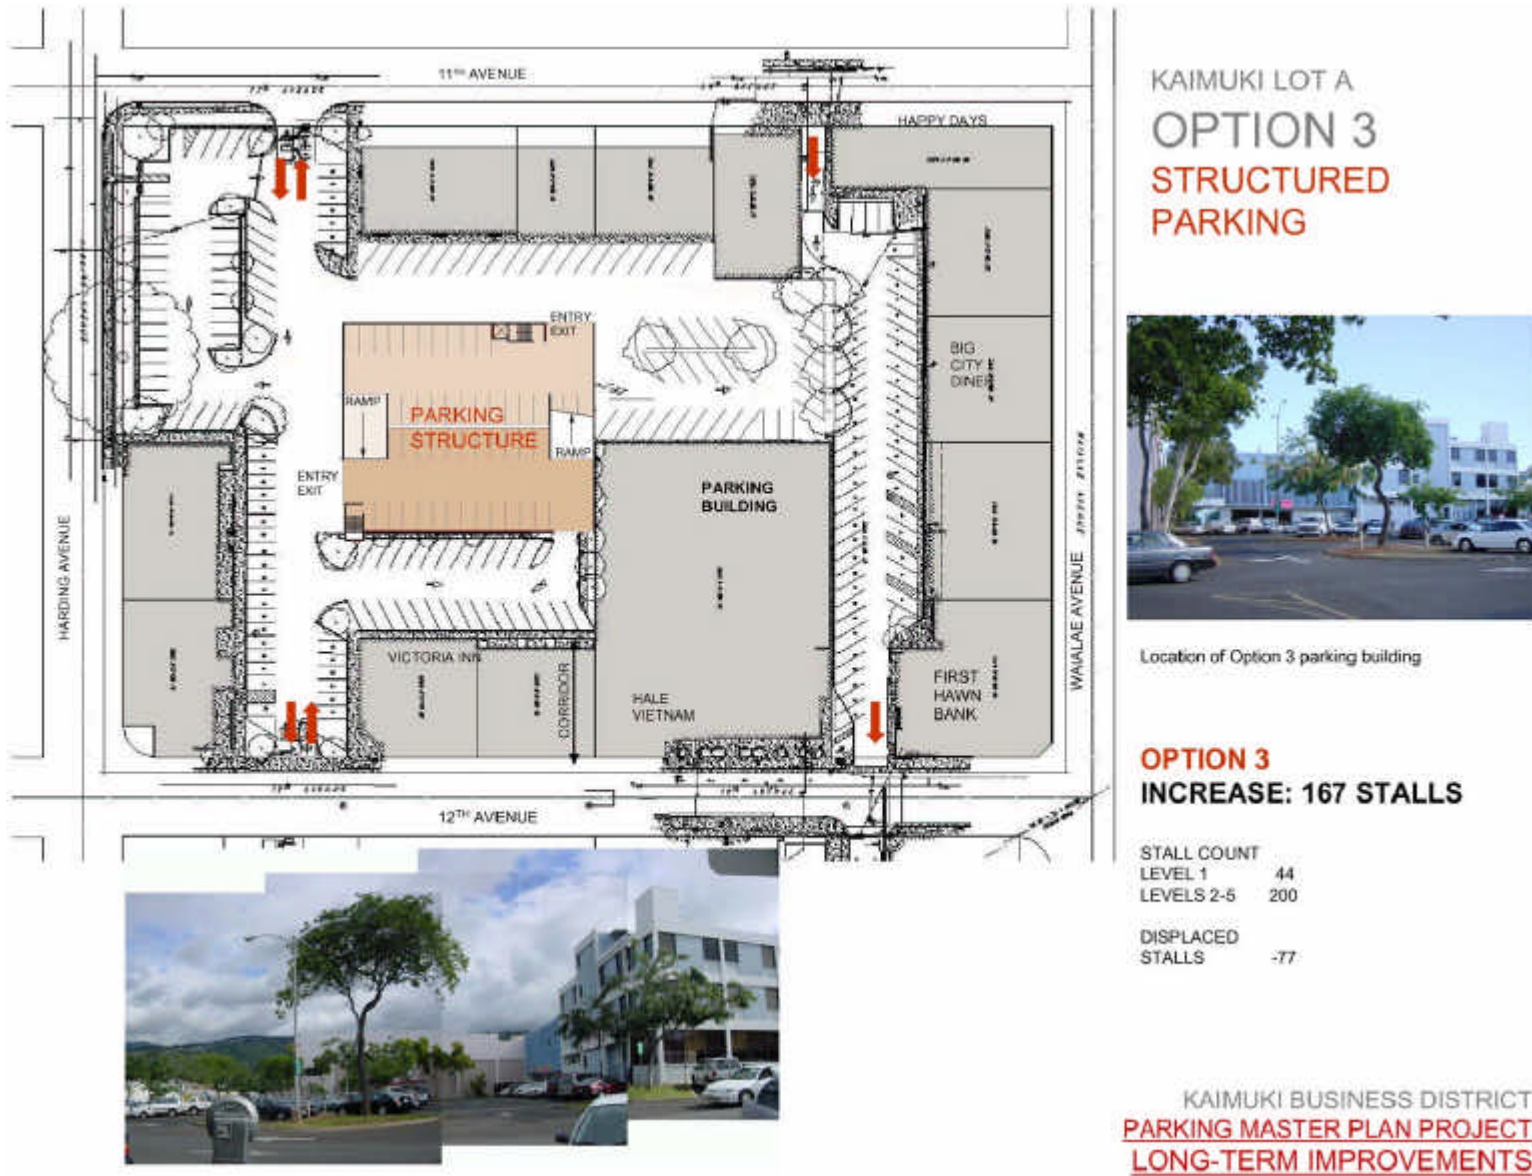 11TH AVENUE
KAIMUKI LOT A
OPTION 3
STRUCTURED
PARKING
HAPPY DAYS
ENTRY
EXIT
BIG
CITY
DINER
RAMP
PARKING
STRUCTURE
RAMP
ENTRY
EXIT
PARKING
BUILDING
HARDING AVENUE
WAIALAE AVENUE
VICTORIA INN
CORRIDOR
HALE
VIETNAM
FIRST
HAWN
BANK
Location of Option 3 parking building
12TH AVENUE
OPTION 3
INCREASE: 167 STALLS
STALL COUNT
LEVEL 1 44
LEVELS 2-5 200
DISPLACED
STALLS -77
KAIMUKI BUSINESS DISTRICT
PARKING MASTER PLAN PROJECT
LONG-TERM IMPROVEMENTS